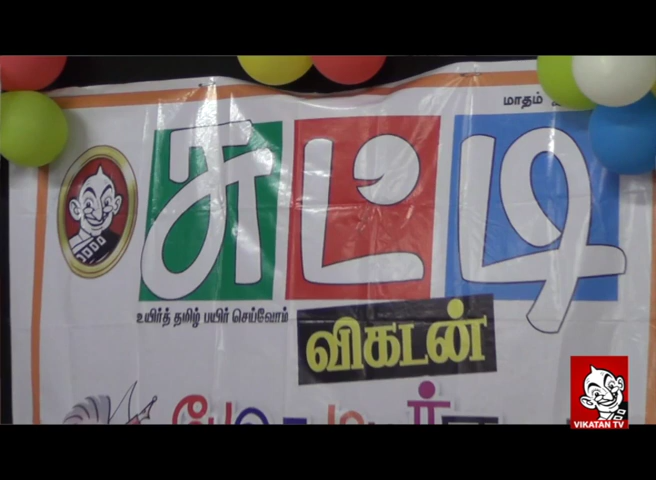 மாதம்
சுட்டி
உயிர்த் தமிழ் பயிர் செய்வோம்
விகடன்
VIKATAN TV